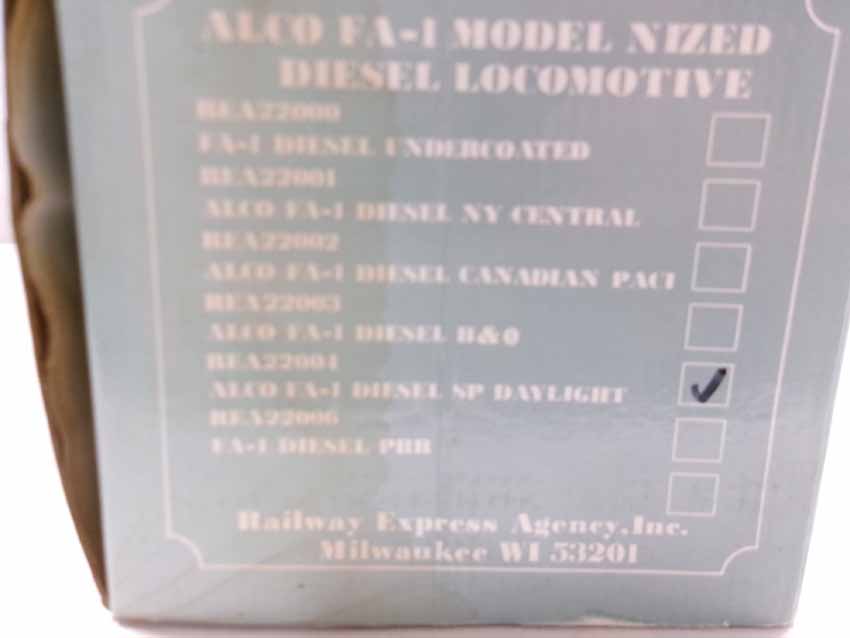 ALCO FA-1 MODEL NIZED
DIESEL LOCOMOTIVE
REA22000
FA-1 DIESEL UNDERCOATED
REA22001
ALCO FA-1 DIESEL NY CENTRAL
REA22002
ALCO FA-1 DIESEL CANADIAN PACI
REA22003
ALCO FA-1 DIESEL B&O
REA22004
ALCO FA-1 DIESEL SP DAYLIGHT
REA22006
FA-1 DIESEL PRR
Railway Express Agency,Inc.
Milwaukee WI 53201